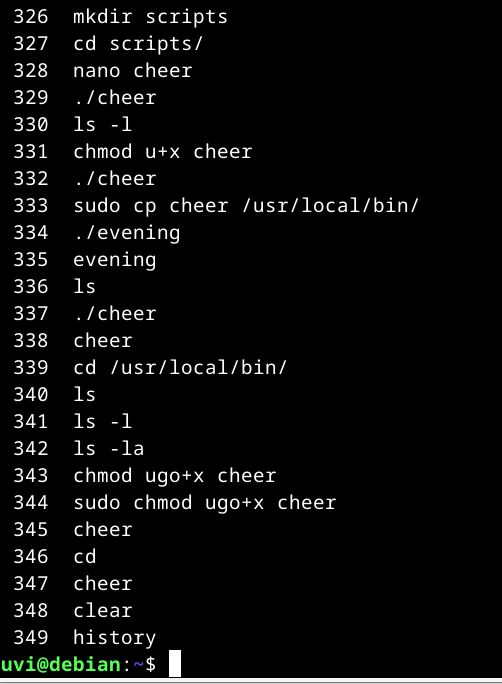 326 mkdir scripts
327 cd scripts/
328 nano cheer
329 ./cheer
330 ls -l
331 chmod u+x cheer
332 ./cheer
333 sudo cp cheer /usr/local/bin/
334 ./evening
335 evening
336 ls
337 ./cheer
338 cheer
339 cd /usr/local/bin/
340 ls
341 ls -l
342 ls -la
343 chmod ugo+x cheer
344 sudo chmod ugo+x cheer
345 cheer
346 cd
347 cheer
348 clear
349 history
uvi@debian:~$